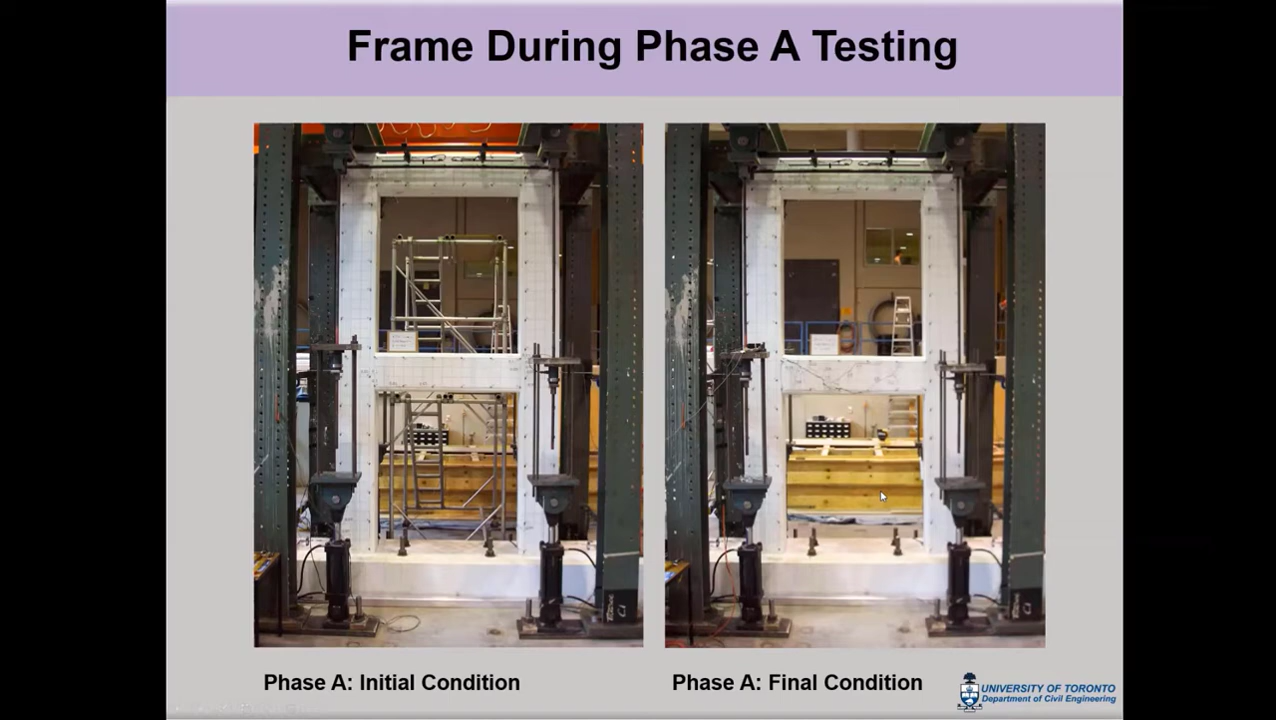 Frame During Phase A Testing
Phase A: Initial Condition
Phase A: Final Condition
UNIVERSITY OF TORONTO
Department of Civil Engineering